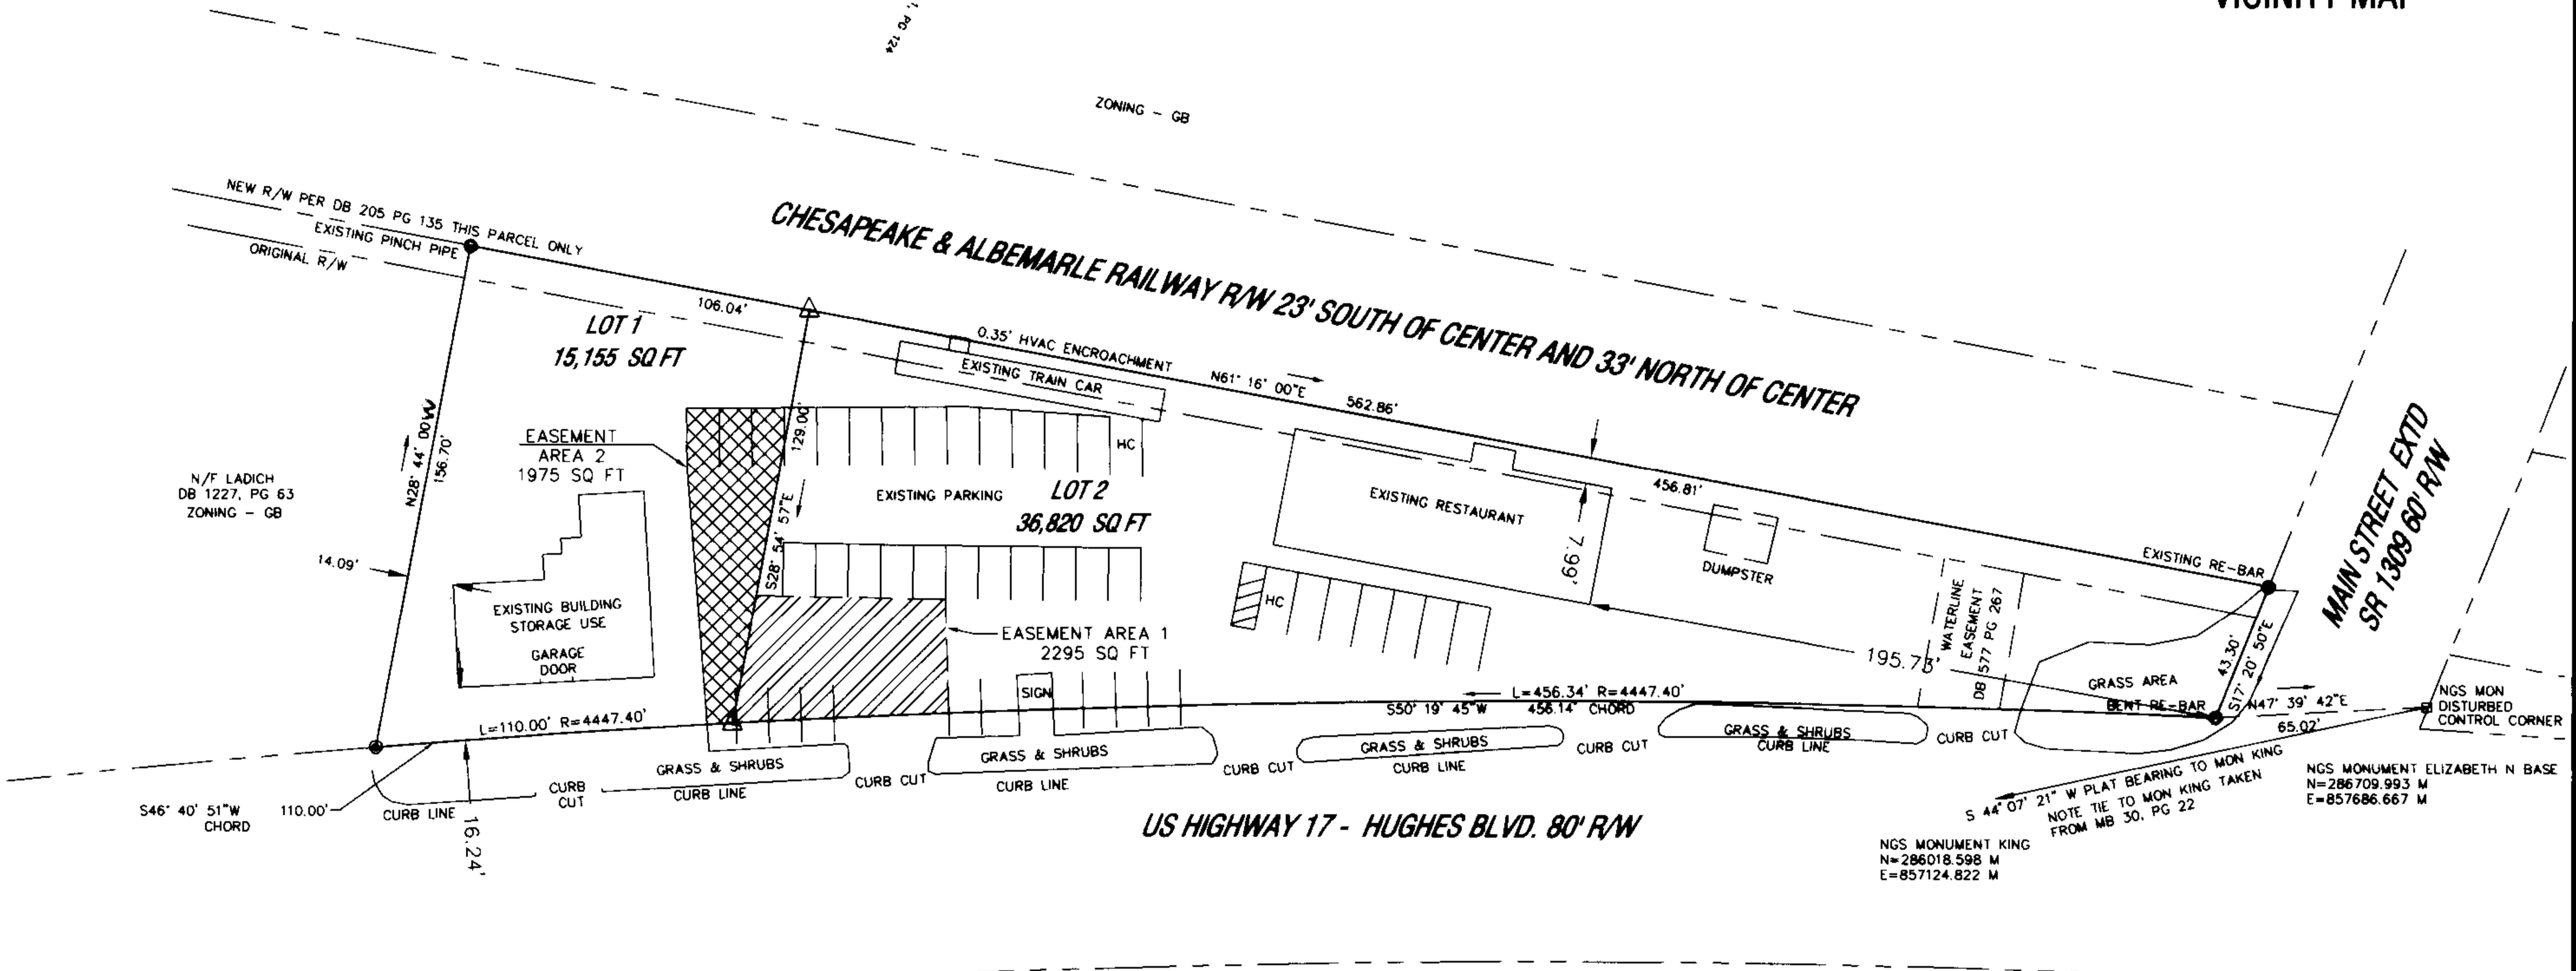 VICINITY MAP
1, PG 124
ZONING - GB
NEW R/W PER DB 205 PG 135 THIS PARCEL ONLY
EXISTING PINCH PIPE
ORIGINAL R/W
CHESAPEAKE & ALBEMARLE RAILWAY R/W 23' SOUTH OF CENTER AND 33' NORTH OF CENTER
106.04'
LOT 1
15,155 SQ FT
0.35' HVAC ENCROACHMENT
EXISTING TRAIN CAR
N61° 16' 00"E
562.86'
N28° 44' 00W
156.70'
129.00'
S28° 54' 57"E
EASEMENT
AREA 2
1975 SQ FT
HC
EXISTING PARKING
LOT 2
36,820 SQ FT
EXISTING RESTAURANT
7.99'
456.81'
DUMPSTER
MAIN STREET EXTD
SR 1309 60' R/W
N/F LADICH
DB 1227, PG 63
ZONING - GB
14.09'
EXISTING BUILDING
STORAGE USE
GARAGE
DOOR
EASEMENT AREA 1
2295 SQ FT
HC
195.73'
WATERLINE
EASEMENT
DB 577 PG 267
EXISTING RE-BAR
43.30'
S17° 20' 50"E
GRASS AREA
BENT RE-BAR
N47° 39' 42"E
65.02'
NGS MON
DISTURBED
CONTROL CORNER
SIGN
L=110.00' R=4447.40'
L=456.34' R=4447.40'
S50° 19' 45"W
456.14' CHORD
S46° 40' 51"W
CHORD
110.00'
CURB LINE
16.24'
CURB
CUT
GRASS & SHRUBS
CURB LINE
CURB CUT
GRASS & SHRUBS
CURB LINE
CURB CUT
GRASS & SHRUBS
CURB LINE
CURB CUT
GRASS & SHRUBS
CURB LINE
CURB CUT
US HIGHWAY 17 - HUGHES BLVD. 80' R/W
S 44° 07' 21" W PLAT BEARING TO MON KING
NOTE TIE TO MON KING TAKEN
FROM MB 30, PG 22
NGS MONUMENT ELIZABETH N BASE
N=286709.993 M
E=857686.667 M
NGS MONUMENT KING
N=286018.598 M
E=857124.822 M